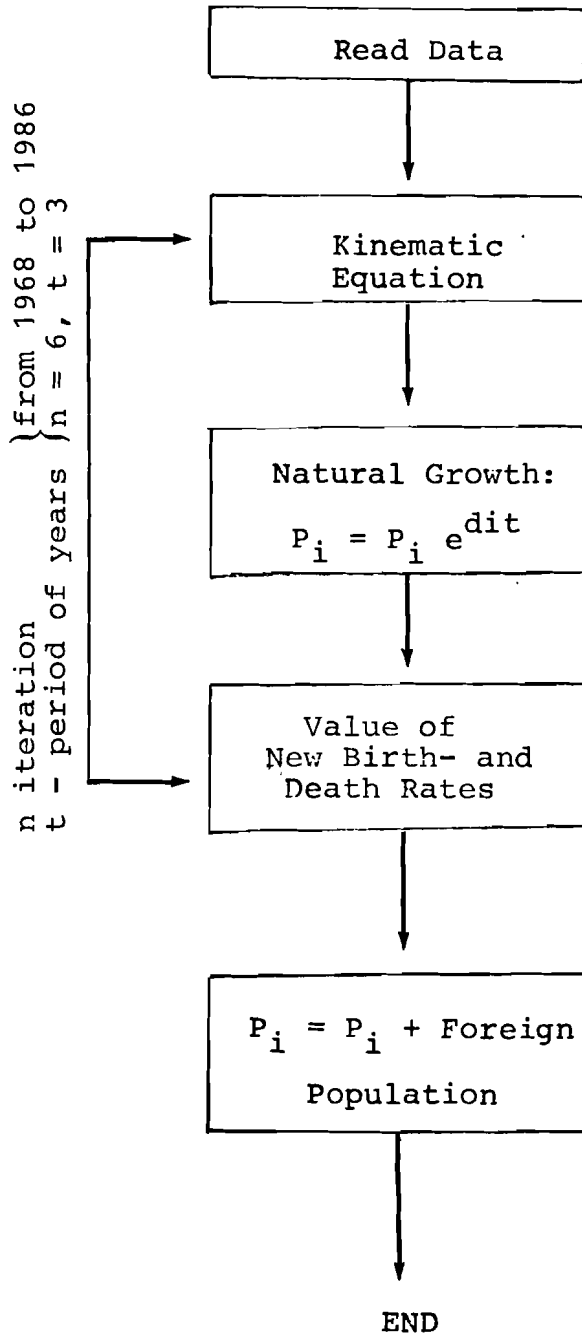 Read Data
Kinematic
Equation
Natural Growth:
P_i = P_i e^dit
Value of
New Birth- and
Death Rates
P_i = P_i + Foreign
Population
END
n iteration } from 1968 to 1986
t - period of years } n = 6, t = 3